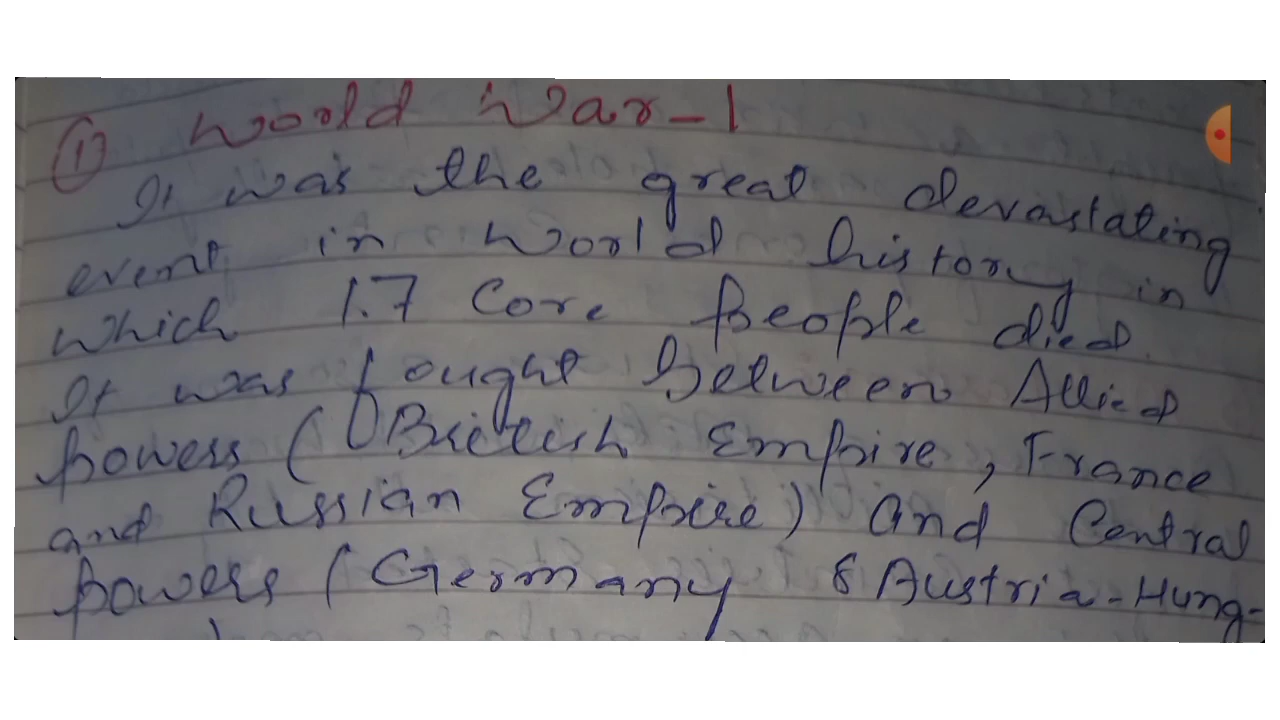 ① World War-1
It was the great devastating
event in world history in
which 1.7 Core People died.
It was fought between Allied
powers (British Empire, France
and Russian Empire) and Central
powers (Germany & Austria-Hung-